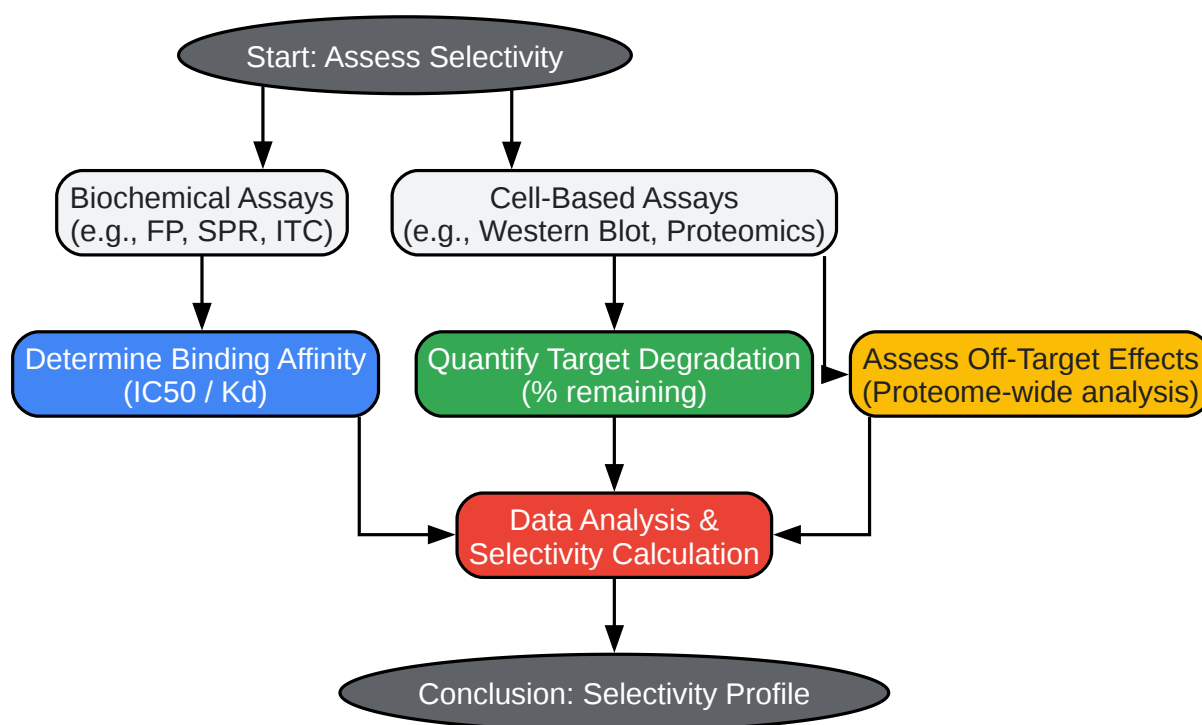 Start: Assess Selectivity
Biochemical Assays
(e.g., FP, SPR, ITC)
Cell-Based Assays
(e.g., Western Blot, Proteomics)
Determine Binding Affinity
(IC50 / Kd)
Quantify Target Degradation
(% remaining)
Assess Off-Target Effects
(Proteome-wide analysis)
Data Analysis &
Selectivity Calculation
Conclusion: Selectivity Profile